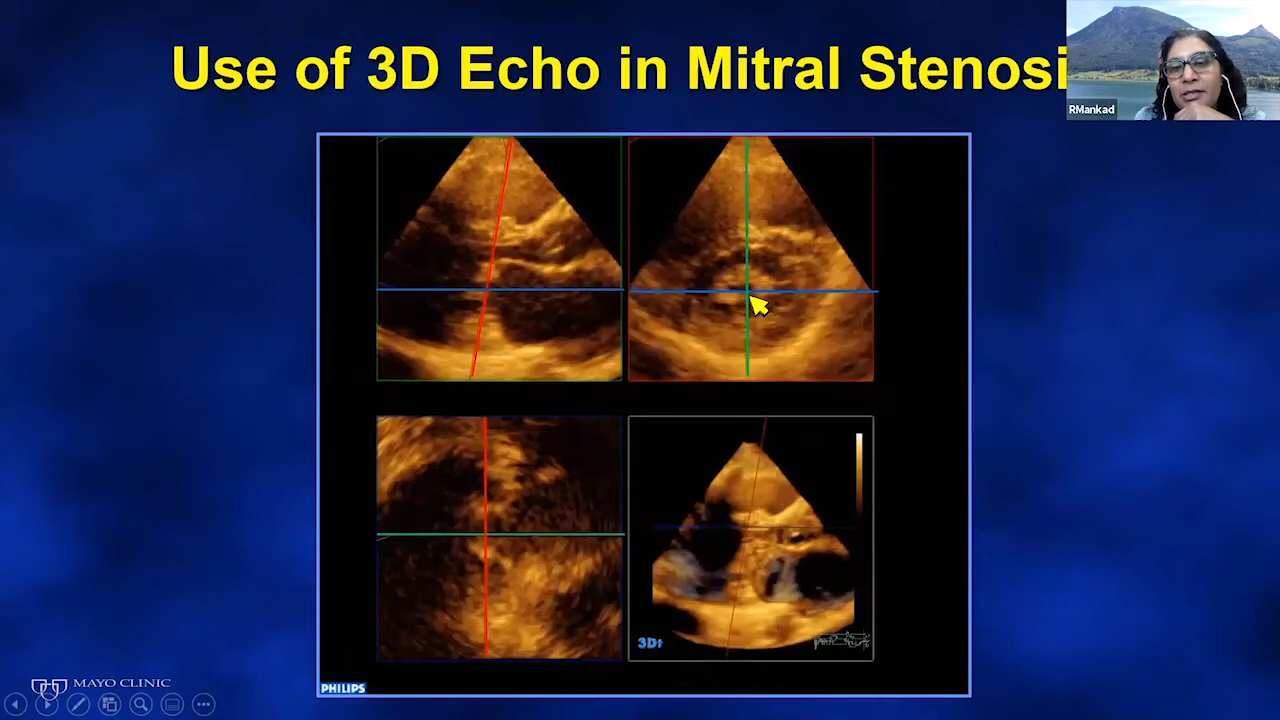 Use of 3D Echo in Mitral Stenosi
RMankad
3D
MAYO CLINIC
PHILIPS